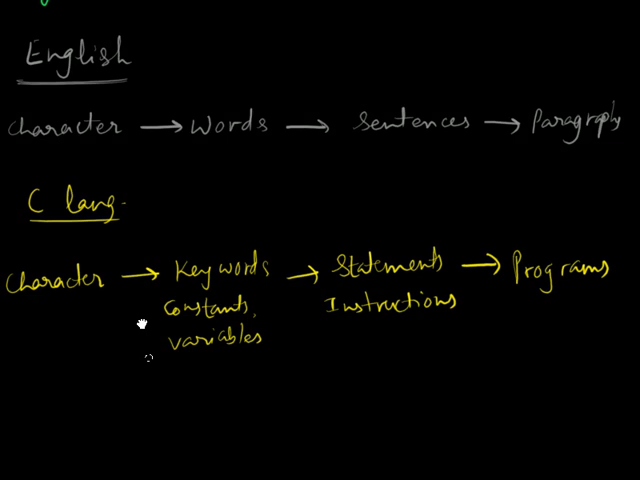 English
Character → Words → Sentences → Paragraphs
C lang.
Character → Keywords → Statements → Programs
Constants, Instructions
Variables